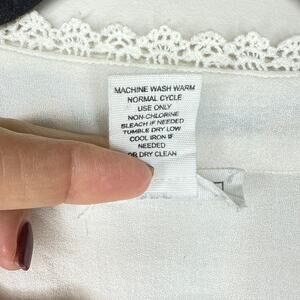 MACHINE WASH WARM
NORMAL CYCLE
USE ONLY
NON-CHLORINE
BLEACH IF NEEDED
TUMBLE DRY LOW
COOL IRON IF
NEEDED
OR DRY CLEAN